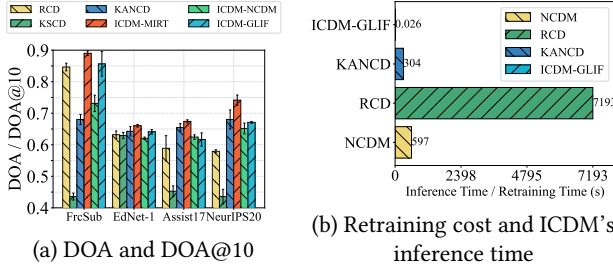 RCD KANCD ICDM-NCDM
KSCD ICDM-MIRT ICDM-GLIF
DOA / DOA@10
0.9
0.8
0.7
0.6
0.5
0.4
FrcSub EdNet-1 Assist17 NeurIPS20
(a) DOA and DOA@10
NCDM
RCD
KANCD
ICDM-GLIF
ICDM-GLIF 0.026
KANCD 304
RCD 7193
NCDM 597
0 2398 4795 7193
Inference Time / Retraining Time (s)
(b) Retraining cost and ICDM's
inference time